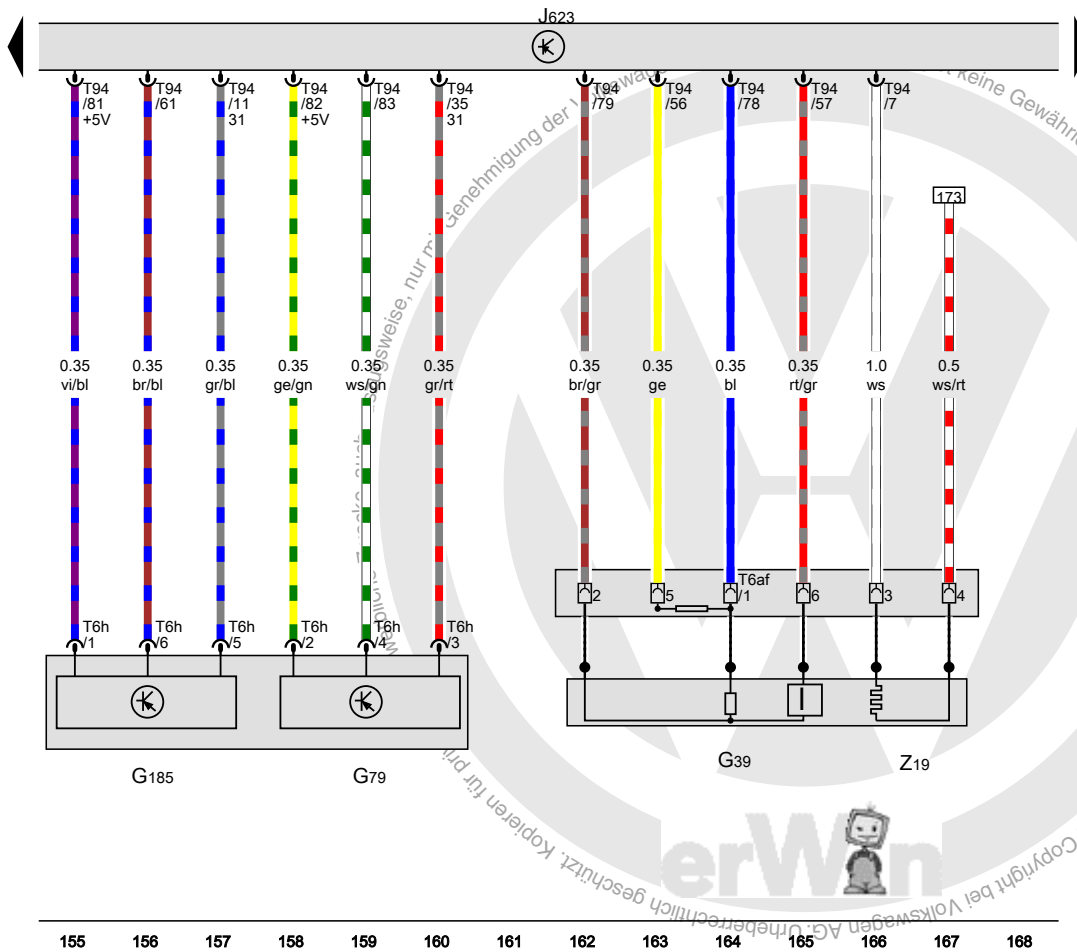 J623
T94 /81 +5V
T94 /61
T94 /11 31
T94 /82 +5V
T94 /83
T94 /35 31
T94 /79
T94 /56
T94 /78
T94 /57
T94 /7
173
0.35 vi/bl
0.35 br/bl
0.35 gr/bl
0.35 ge/gn
0.35 ws/gn
0.35 gr/rt
0.35 br/gr
0.35 ge
0.35 bl
0.35 rt/gr
1.0 ws
0.5 ws/rt
2
5
T6af /1
6
3
4
T6h /1
T6h /6
T6h /5
T6h /2
T6h /4
T6h /3
G185
G79
G39
Z19
erWin
keine Gewähr
Genehmigung der
nur
Copyright bei Volkswagen AG. Urheberrechtlich geschützt. Kopieren für
155 156 157 158 159 160 161 162 163 164 165 166 167 168